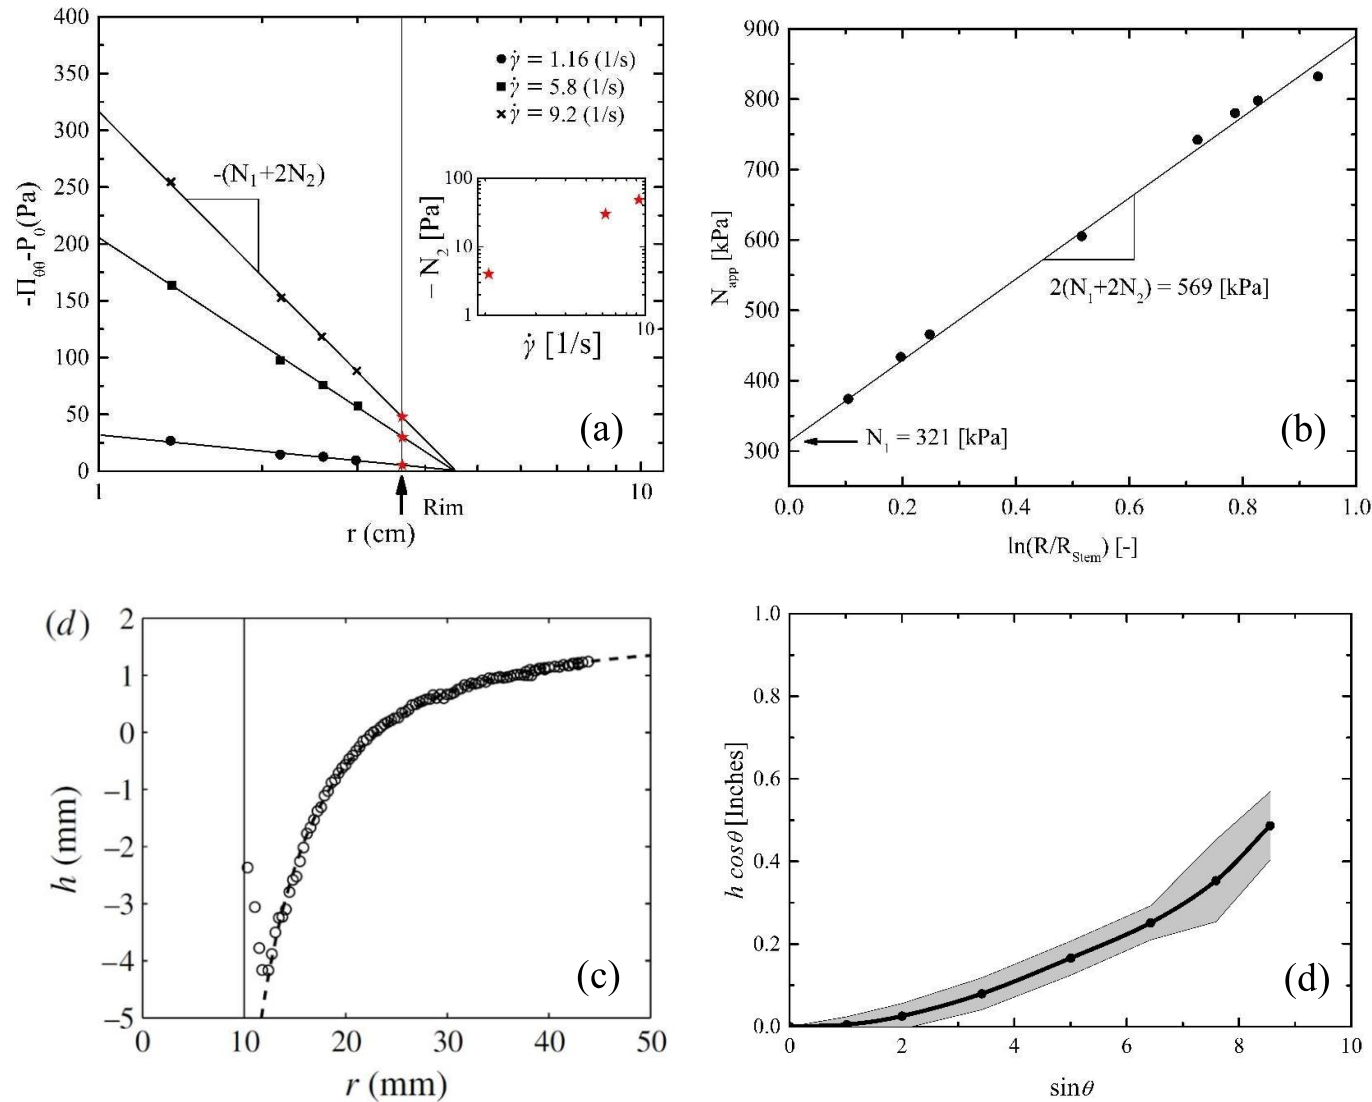 400
350
300
250
200
150
100
50
0
-Π_θθ-P_0(Pa)
γ̇ = 1.16 (1/s)
γ̇ = 5.8 (1/s)
γ̇ = 9.2 (1/s)
-(N_1+2N_2)
− N_2 [Pa]
100
10
1
10
γ̇ [1/s]
(a)
1
10
Rim
r (cm)
900
800
700
600
500
400
300
N_app [kPa]
2(N_1+2N_2) = 569 [kPa]
N_1 = 321 [kPa]
(b)
0.0 0.2 0.4 0.6 0.8 1.0
ln(R/R_Stem) [-]
(d)
2
1
0
−1
−2
−3
−4
−5
h (mm)
(c)
0 10 20 30 40 50
r (mm)
1.0
0.8
0.6
0.4
0.2
0.0
h cosθ [Inches]
(d)
0 2 4 6 8 10
sinθ